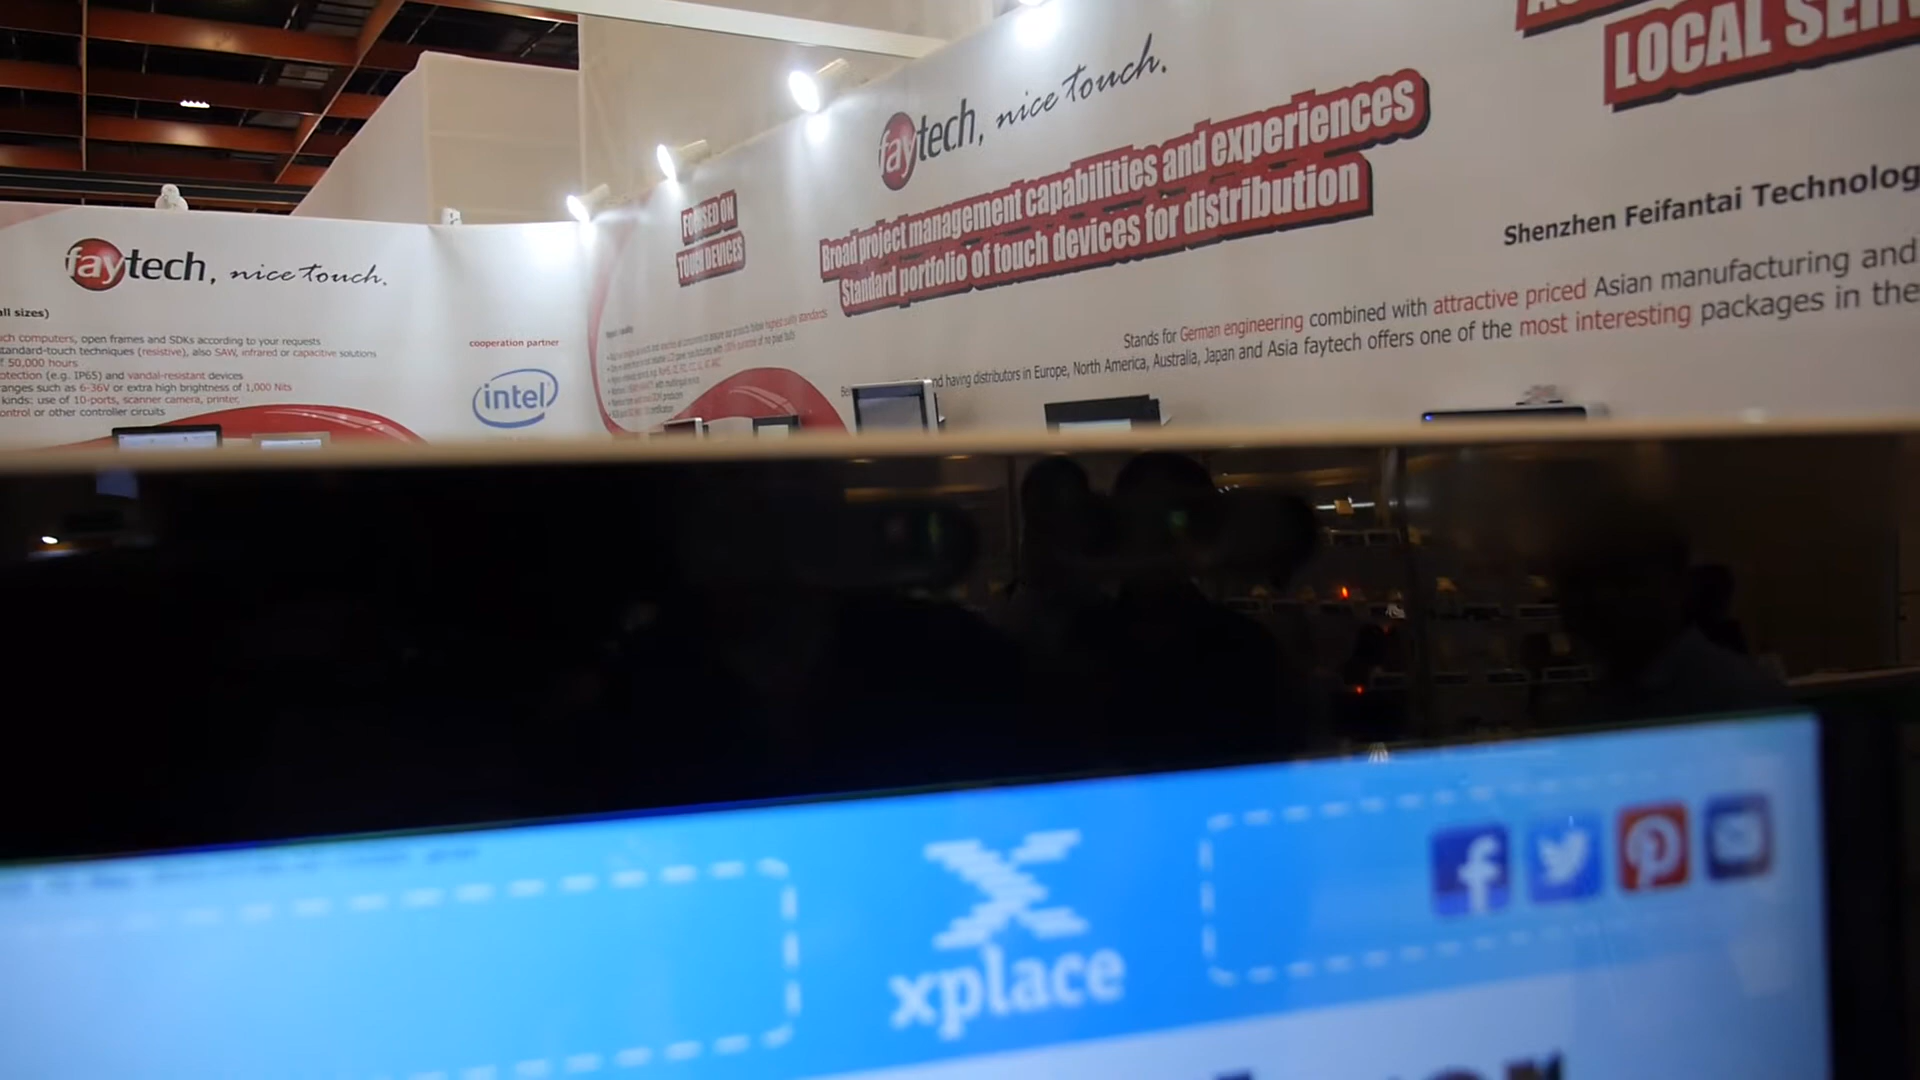 faytech, nice touch.
all sizes)
uch computers, open frames and SDKs according to your requests
standard-touch techniques (resistive), also SAW, infrared or capacitive solutions
50,000 hours
otection (e.g. IP65) and vandal-resistant devices
ranges such as 6-36V or extra high brightness of 1,000 Nits
kinds: use of 10-ports, scanner camera, printer,
ontrol or other controller circuits
cooperation partner
intel
FOCUSED ON
TOUCH DEVICES
faytech, nice touch.
Broad project management capabilities and experiences
Standard portfolio of touch devices for distribution
LOCAL SER
Shenzhen Feifantai Technolog
Stands for German engineering combined with attractive priced Asian manufacturing and
nd having distributors in Europe, North America, Australia, Japan and Asia faytech offers one of the most interesting packages in the
xplace